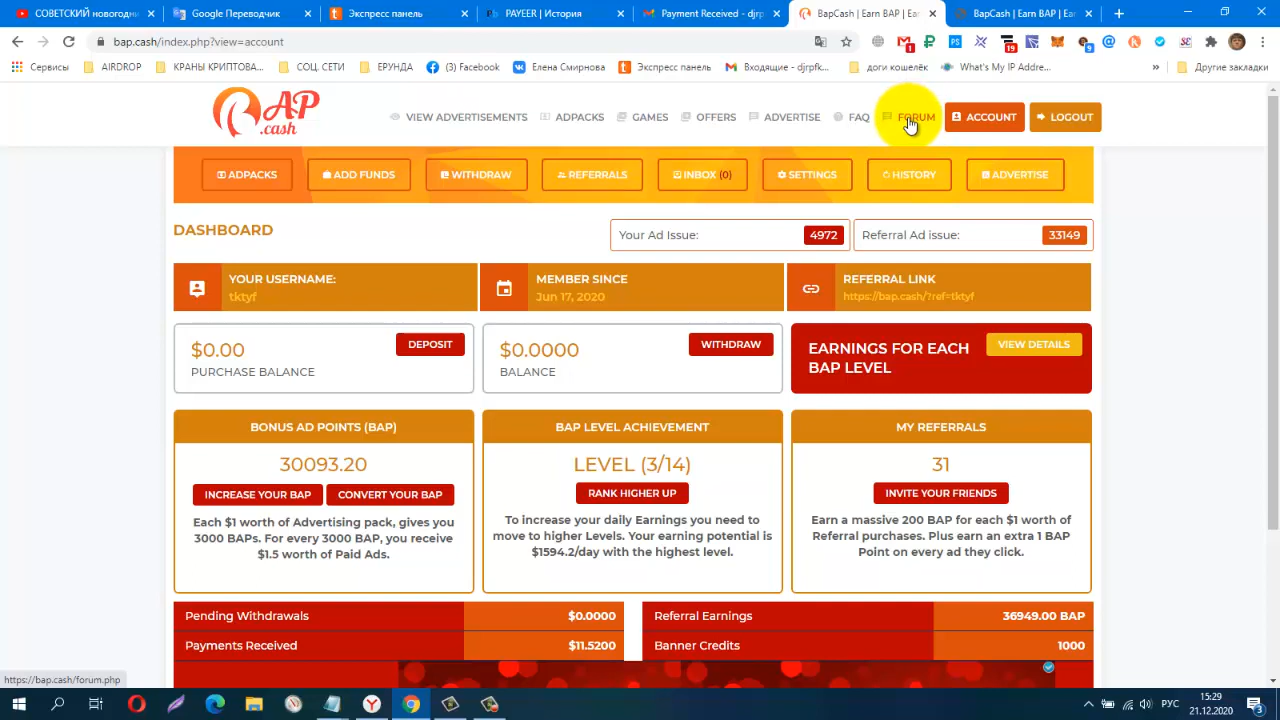 СОВЕТСКИЙ новогодн
Google Переводчик
Экспресс панель
PAYEER | История
Payment Received - djrp
BapCash | Earn BAP | Ea
BapCash | Earn BAP | Ea
bap.cash/index.php?view=account
Сервисы
AIRDROP
КРАНЫ КРИПТОВА...
СОЦ. СЕТИ
ЕРУНДА
(3) Facebook
Елена Смирнова
Экспресс панель
Входящие - djrpfk...
доги кошелёк
What's My IP Addre...
»
Другие закладки
BAP .cash
VIEW ADVERTISEMENTS
ADPACKS
GAMES
OFFERS
ADVERTISE
FAQ
FORUM
ACCOUNT
LOGOUT
ADPACKS
ADD FUNDS
WITHDRAW
REFERRALS
INBOX (0)
SETTINGS
HISTORY
ADVERTISE
DASHBOARD
Your Ad Issue: 4972
Referral Ad issue: 33149
YOUR USERNAME:
tktyf
MEMBER SINCE
Jun 17, 2020
REFERRAL LINK
https://bap.cash/?ref=tktyf
$0.00
DEPOSIT
PURCHASE BALANCE
$0.0000
WITHDRAW
BALANCE
EARNINGS FOR EACH
BAP LEVEL
VIEW DETAILS
BONUS AD POINTS (BAP)
30093.20
INCREASE YOUR BAP
CONVERT YOUR BAP
Each $1 worth of Advertising pack, gives you
3000 BAPs. For every 3000 BAP, you receive
$1.5 worth of Paid Ads.
BAP LEVEL ACHIEVEMENT
LEVEL (3/14)
RANK HIGHER UP
To increase your daily Earnings you need to
move to higher Levels. Your earning potential is
$1594.2/day with the highest level.
MY REFERRALS
31
INVITE YOUR FRIENDS
Earn a massive 200 BAP for each $1 worth of
Referral purchases. Plus earn an extra 1 BAP
Point on every ad they click.
Pending Withdrawals $0.0000
Payments Received $11.5200
Referral Earnings 36949.00 BAP
Banner Credits 1000
https://bap.cash/forum.php
РУС
15:29
21.12.2020